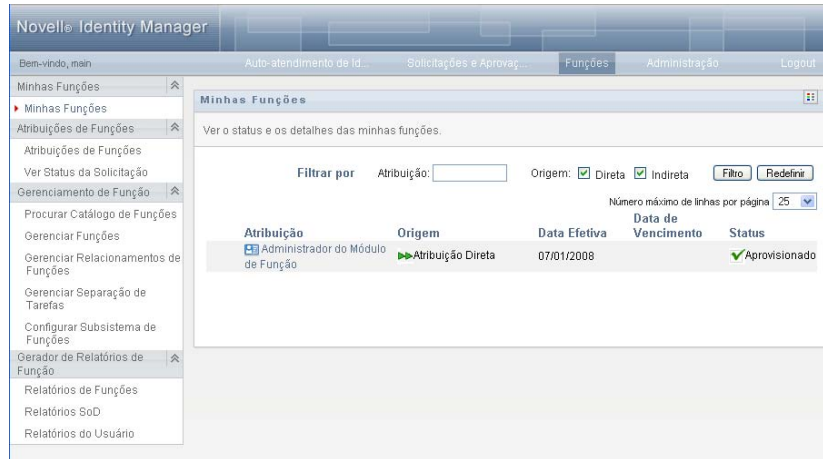 Novell® Identity Manager
Bem-vindo, main
Auto-atendimento de Id...
Solicitações e Aprovaç...
Funções
Administração
Logout
Minhas Funções
Minhas Funções
Atribuições de Funções
Atribuições de Funções
Ver Status da Solicitação
Gerenciamento de Função
Procurar Catálogo de Funções
Gerenciar Funções
Gerenciar Relacionamentos de
Funções
Gerenciar Separação de
Tarefas
Configurar Subsistema de
Funções
Gerador de Relatórios de
Função
Relatórios de Funções
Relatórios SoD
Relatórios do Usuário
Minhas Funções
Ver o status e os detalhes das minhas funções.
Filtrar por Atribuição: Origem: Direta Indireta Filtro Redefinir
Número máximo de linhas por página 25
Atribuição Origem Data Efetiva Data de
Vencimento Status
Administrador do Módulo
de Função
Atribuição Direta 07/01/2008 Aprovisionado